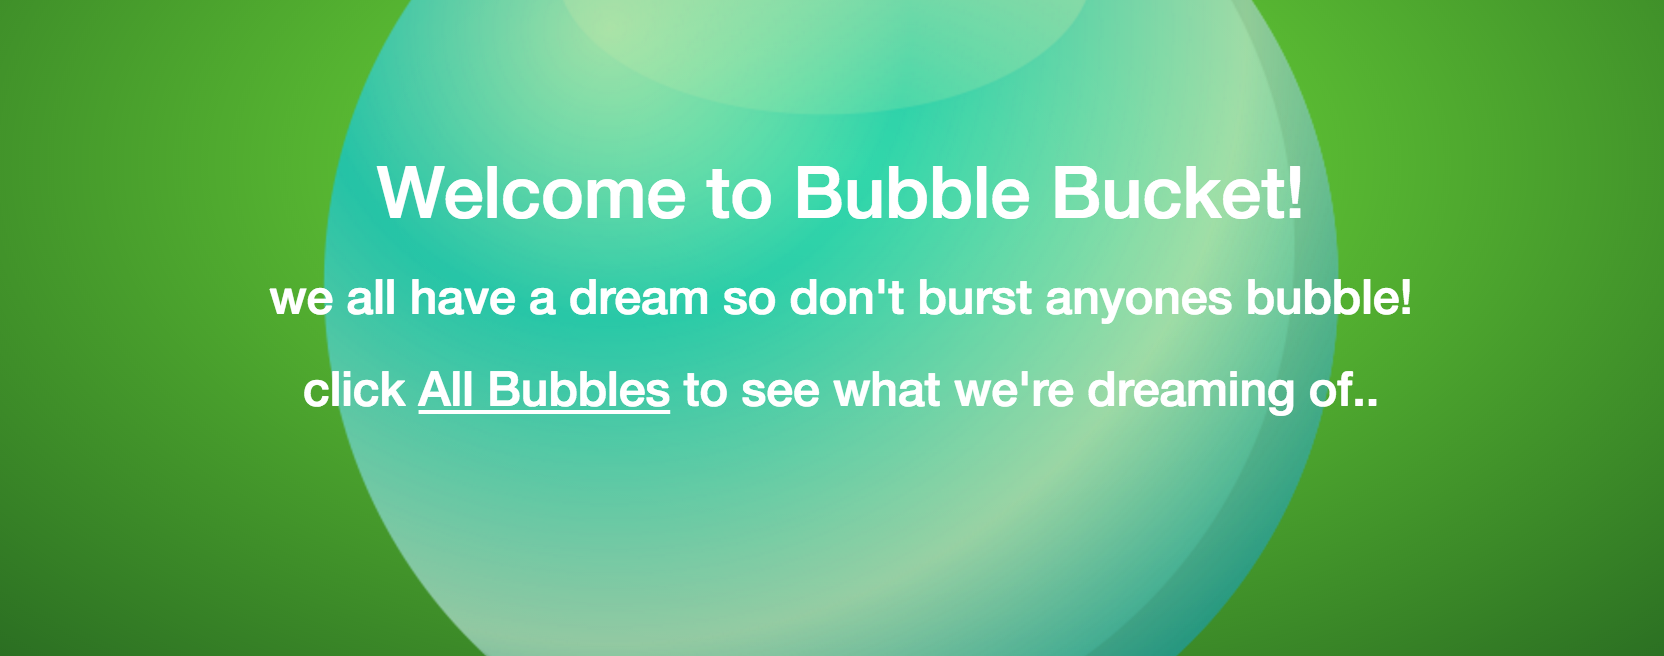 Welcome to Bubble Bucket!
we all have a dream so don't burst anyones bubble!
click All Bubbles to see what we're dreaming of..